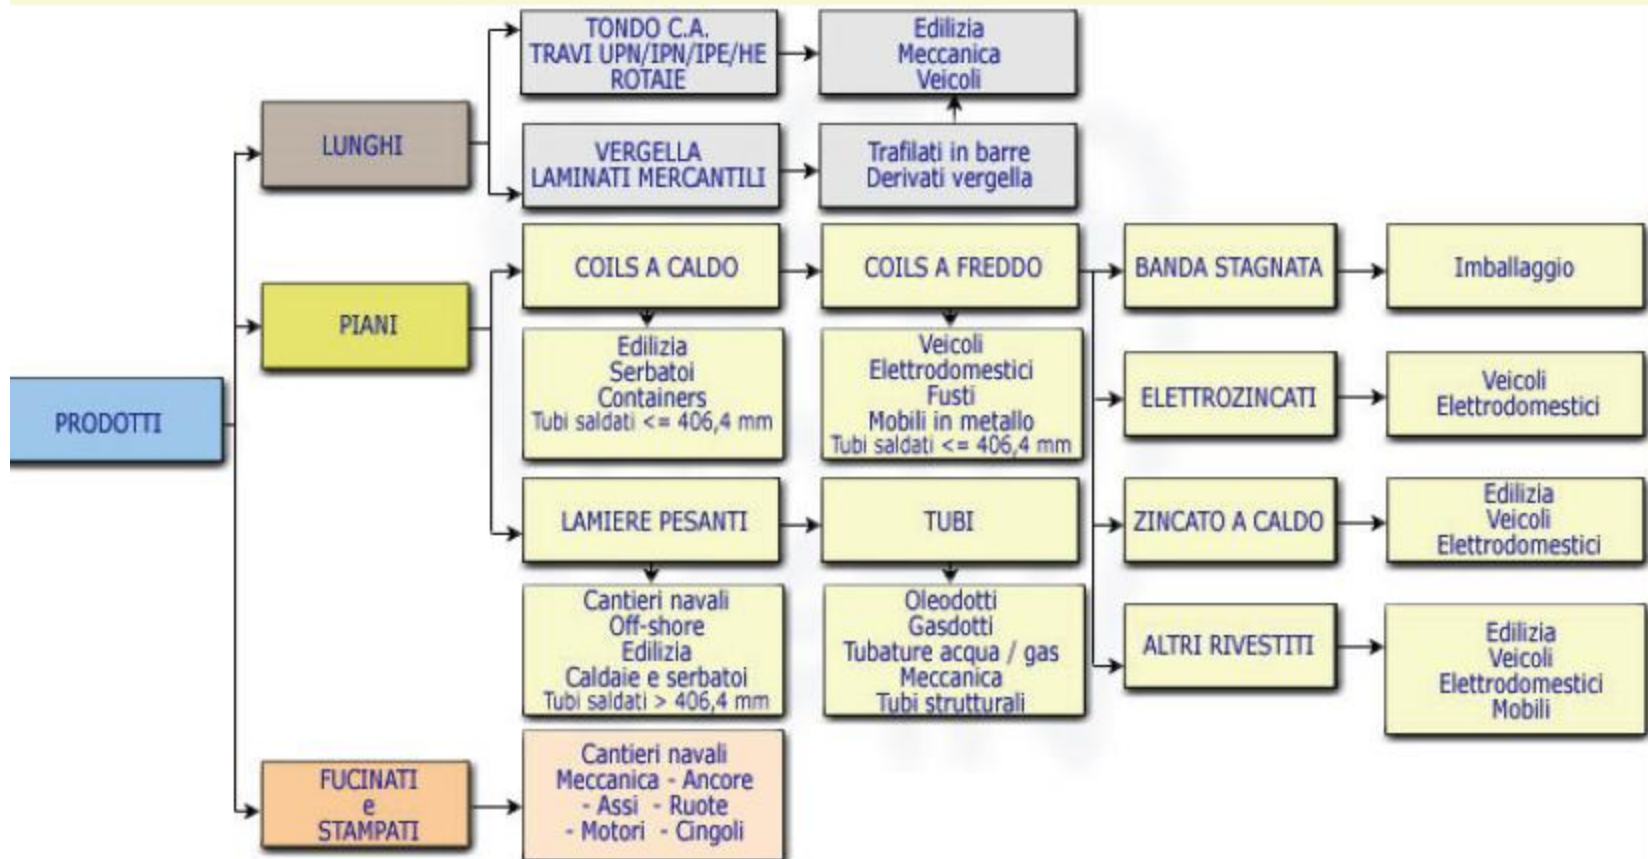 PRODOTTI
LUNGHI
TONDO C.A.
TRAVI UPN/IPN/IPE/HE
ROTAIE
Edilizia
Meccanica
Veicoli
VERGELLA
LAMINATI MERCANTILI
Trafilati in barre
Derivati vergella
PIANI
COILS A CALDO
COILS A FREDDO
BANDA STAGNATA
Imballaggio
Edilizia
Serbatoi
Containers
Tubi saldati <= 406,4 mm
Veicoli
Elettrodomestici
Fusti
Mobili in metallo
Tubi saldati <= 406,4 mm
ELETTROZINCATI
Veicoli
Elettrodomestici
LAMIERE PESANTI
TUBI
ZINCATO A CALDO
Edilizia
Veicoli
Elettrodomestici
Cantieri navali
Off-shore
Edilizia
Caldaie e serbatoi
Tubi saldati > 406,4 mm
Oleodotti
Gasdotti
Tubature acqua / gas
Meccanica
Tubi strutturali
ALTRI RIVESTITI
Edilizia
Veicoli
Elettrodomestici
Mobili
FUCINATI
e
STAMPATI
Cantieri navali
Meccanica - Ancore
- Assi - Ruote
- Motori - Cingoli